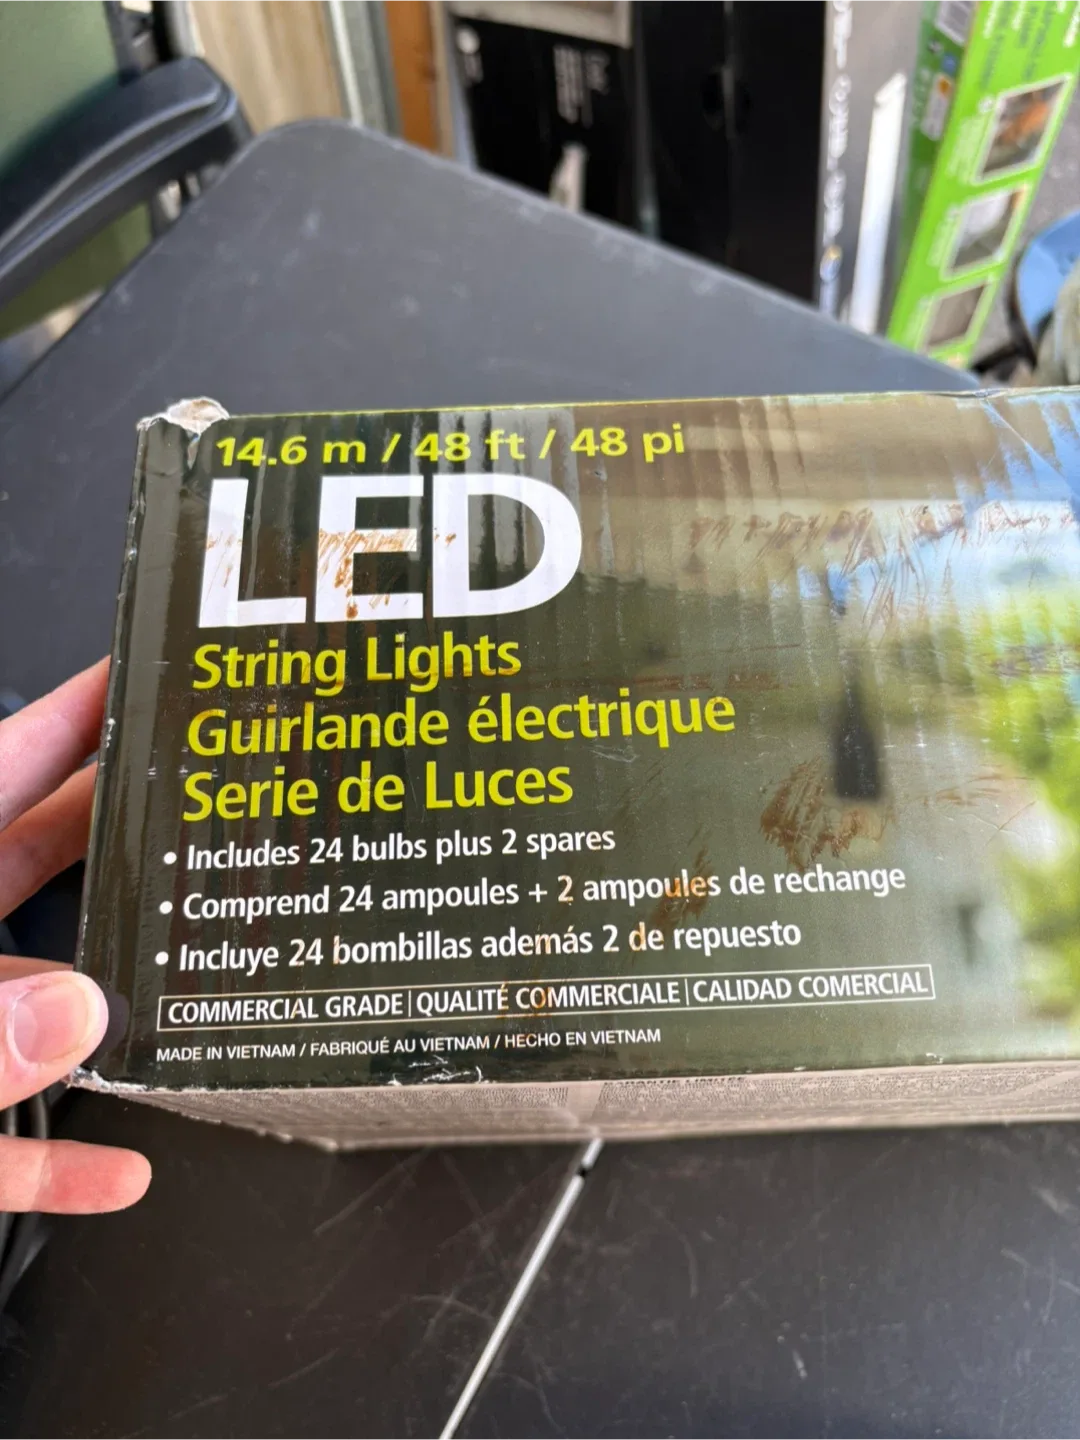 14.6 m / 48 ft / 48 pi
LED
String Lights
Guirlande électrique
Serie de Luces
• Includes 24 bulbs plus 2 spares
• Comprend 24 ampoules + 2 ampoules de rechange
• Incluye 24 bombillas además 2 de repuesto
COMMERCIAL GRADE | QUALITÉ COMMERCIALE | CALIDAD COMERCIAL
MADE IN VIETNAM / FABRIQUÉ AU VIETNAM / HECHO EN VIETNAM